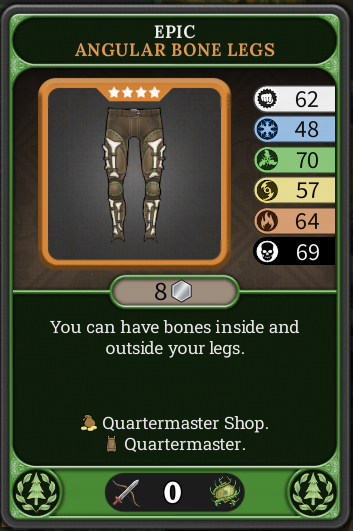 EPIC
ANGULAR BONE LEGS
62
48
70
57
64
69
8
You can have bones inside and
outside your legs.
Quartermaster Shop.
Quartermaster.
0